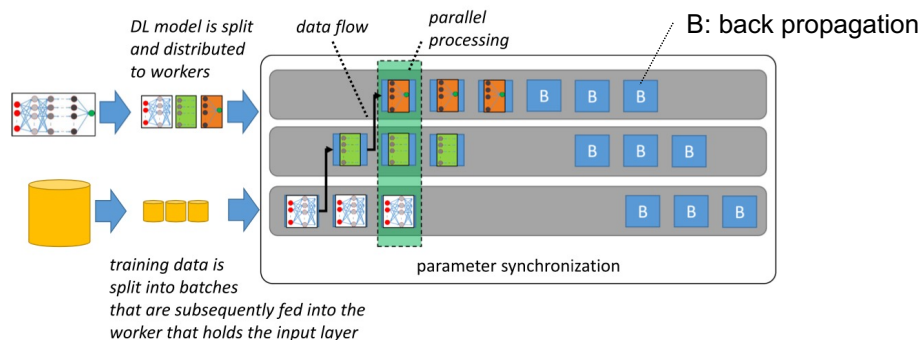 DL model is split
and distributed
to workers
data flow
parallel
processing
B: back propagation
B B B
B B B
B B B
parameter synchronization
training data is
split into batches
that are subsequently fed into the
worker that holds the input layer